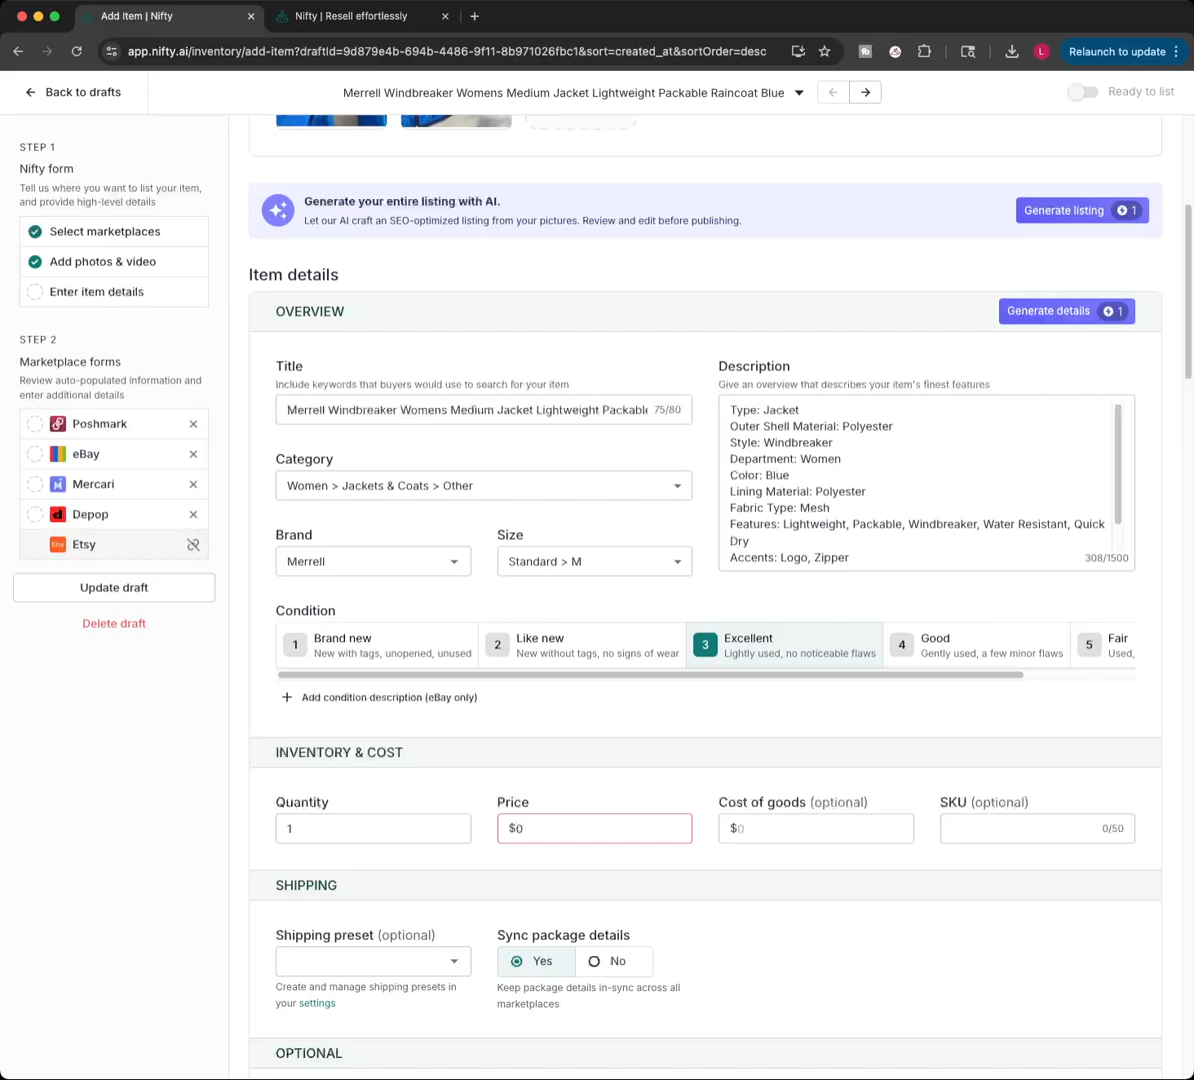 Add Item | Nifty
Nifty | Resell effortlessly
app.nifty.ai/inventory/add-item?draftId=9d879e4b-694b-4486-9f11-8b971026fbc1&sort=created_at&sortOrder=desc
L
Relaunch to update
Back to drafts
Merrell Windbreaker Womens Medium Jacket Lightweight Packable Raincoat Blue
Ready to list
STEP 1
Nifty form
Tell us where you want to list your item,
and provide high-level details
Select marketplaces
Add photos & video
Enter item details
STEP 2
Marketplace forms
Review auto-populated information and
enter additional details
Poshmark
eBay
Mercari
Depop
Etsy
Etsy
Update draft
Delete draft
Generate your entire listing with AI.
Let our AI craft an SEO-optimized listing from your pictures. Review and edit before publishing.
Generate listing 1
Item details
OVERVIEW
Generate details 1
Title
Include keywords that buyers would use to search for your item
Merrell Windbreaker Womens Medium Jacket Lightweight Packabl 75/80
Category
Women > Jackets & Coats > Other
Brand
Merrell
Size
Standard > M
Description
Give an overview that describes your item's finest features
Type: Jacket
Outer Shell Material: Polyester
Style: Windbreaker
Department: Women
Color: Blue
Lining Material: Polyester
Fabric Type: Mesh
Features: Lightweight, Packable, Windbreaker, Water Resistant, Quick
Dry
Accents: Logo, Zipper
308/1500
Condition
1 Brand new
New with tags, unopened, unused
2 Like new
New without tags, no signs of wear
3 Excellent
Lightly used, no noticeable flaws
4 Good
Gently used, a few minor flaws
5 Fair
Used,
+ Add condition description (eBay only)
INVENTORY & COST
Quantity
1
Price
$0
Cost of goods (optional)
$0
SKU (optional)
0/50
SHIPPING
Shipping preset (optional)
Create and manage shipping presets in
your settings
Sync package details
Yes
No
Keep package details in-sync across all
marketplaces
OPTIONAL